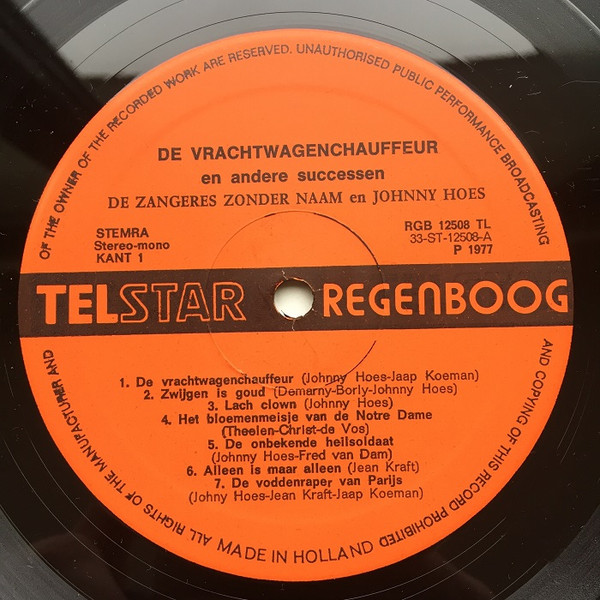 OF THE OWNER OF THE RECORDED WORK ARE RESERVED. UNAUTHORISED PUBLIC PERFORMANCE BROADCASTING
DE VRACHTWAGENCHAUFFEUR
en andere successen
DE ZANGERES ZONDER NAAM en JOHNNY HOES
STEMRA
Stereo-mono
KANT 1
RGB 12508 TL
33-ST-12508-A
P 1977
TELSTAR REGENBOOG
1. De vrachtwagenchauffeur (Johnny Hoes-Jaap Koeman)
2. Zwijgen is goud (Demarny-Borly-Johnny Hoes)
3. Lach clown (Johnny Hoes)
4. Het bloemenmeisje van de Notre Dame
(Theelen-Christ-de Vos)
5. De onbekende heilsoldaat
(Johnny Hoes-Fred van Dam)
6. Alleen is maar alleen (Jean Kraft)
7. De voddenraper van Parijs
(Johny Hoes-Jean Kraft-Jaap Koeman)
AND COPYING OF THIS RECORD PROHIBITED
MADE IN HOLLAND
ALL RIGHTS OF THE MANUFACTURER AND